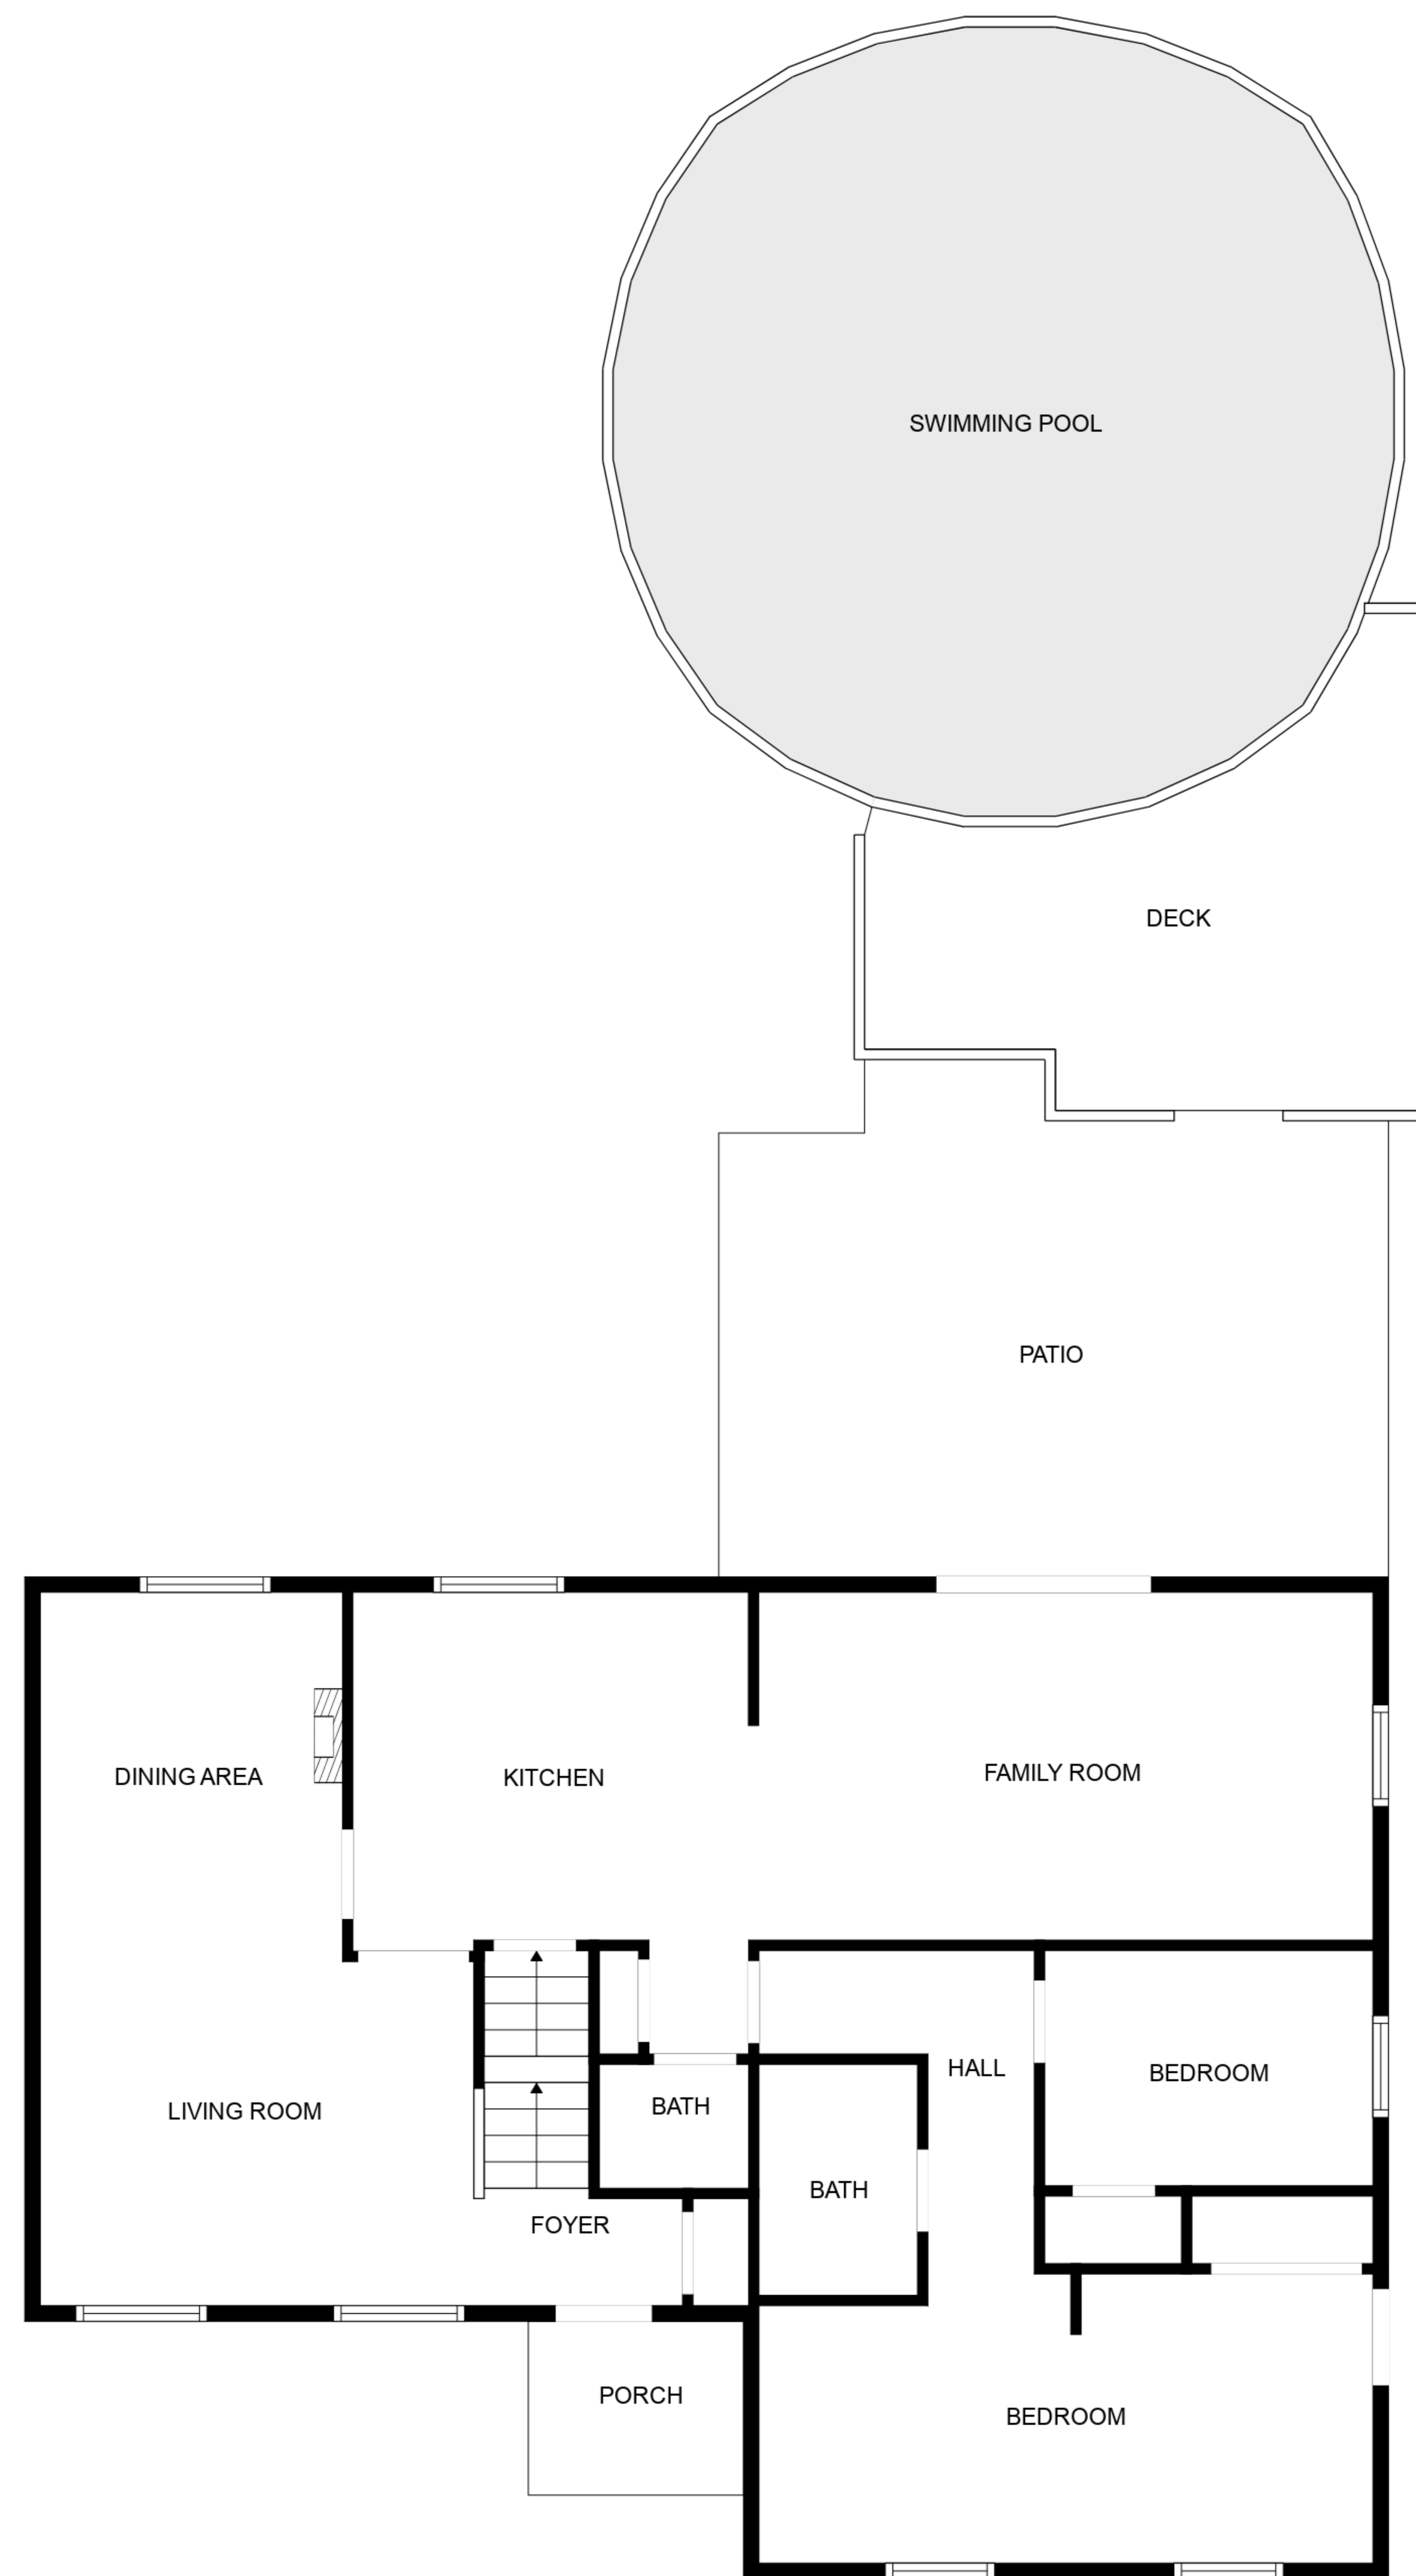 SWIMMING POOL
DECK
PATIO
DINING AREA
KITCHEN
FAMILY ROOM
HALL
BEDROOM
LIVING ROOM
BATH
BATH
FOYER
PORCH
BEDROOM